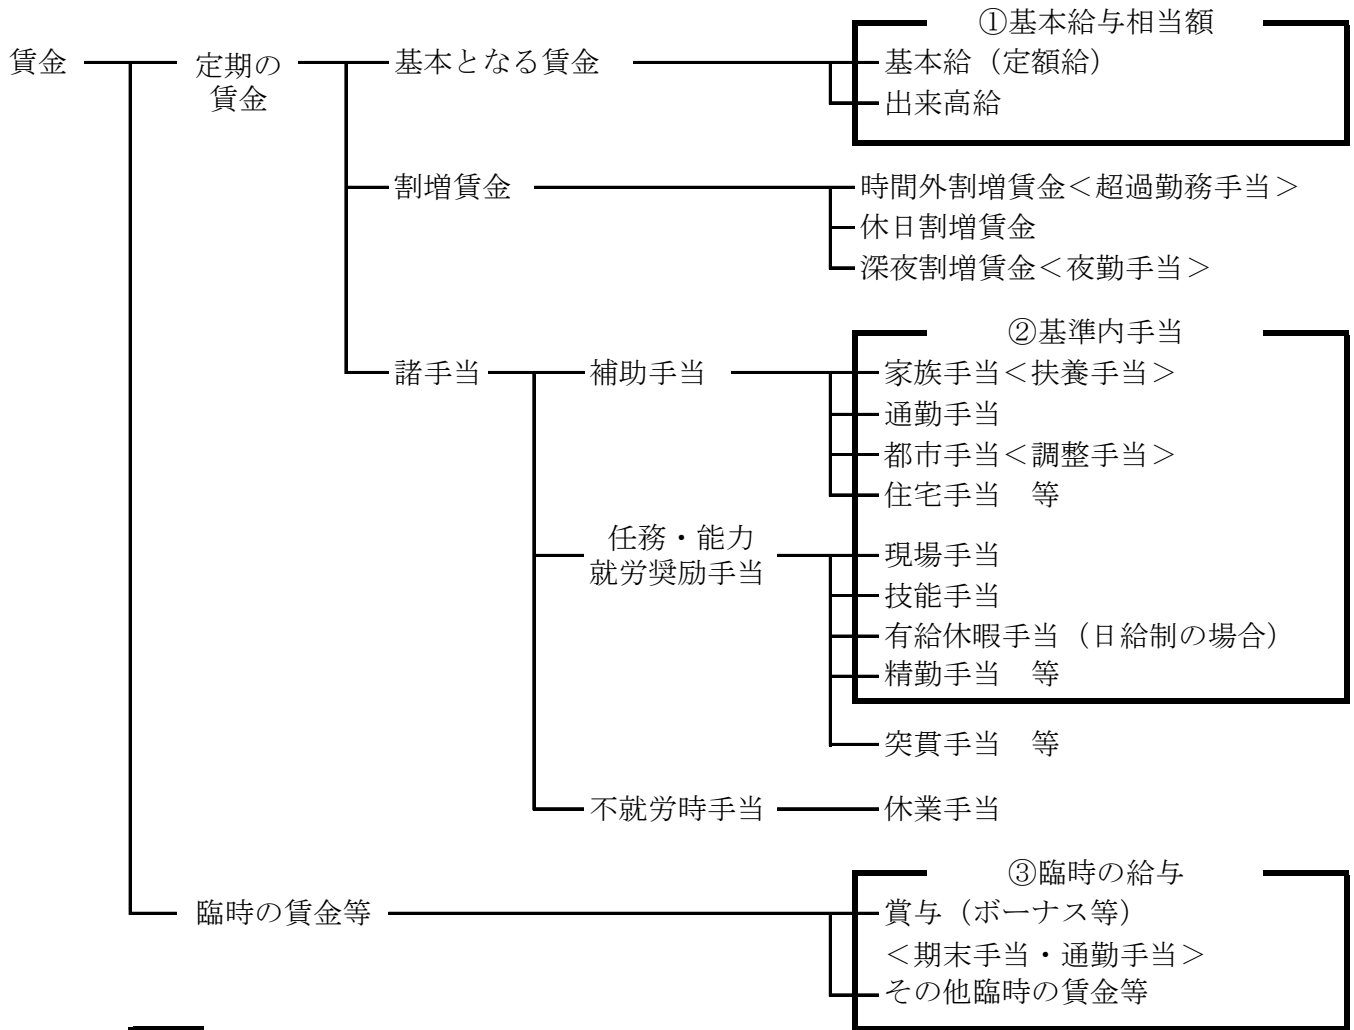 ①基本給与相当額
賃金
定期の
賃金
基本となる賃金
基本給（定額給）
出来高給
割増賃金
時間外割増賃金＜超過勤務手当＞
休日割増賃金
深夜割増賃金＜夜勤手当＞
②基準内手当
諸手当
補助手当
家族手当＜扶養手当＞
通勤手当
都市手当＜調整手当＞
住宅手当　等
任務・能力
就労奨励手当
現場手当
技能手当
有給休暇手当（日給制の場合）
精勤手当　等
突貫手当　等
不就労時手当
休業手当
③臨時の給与
臨時の賃金等
賞与（ボーナス等）
＜期末手当・通勤手当＞
その他臨時の賃金等